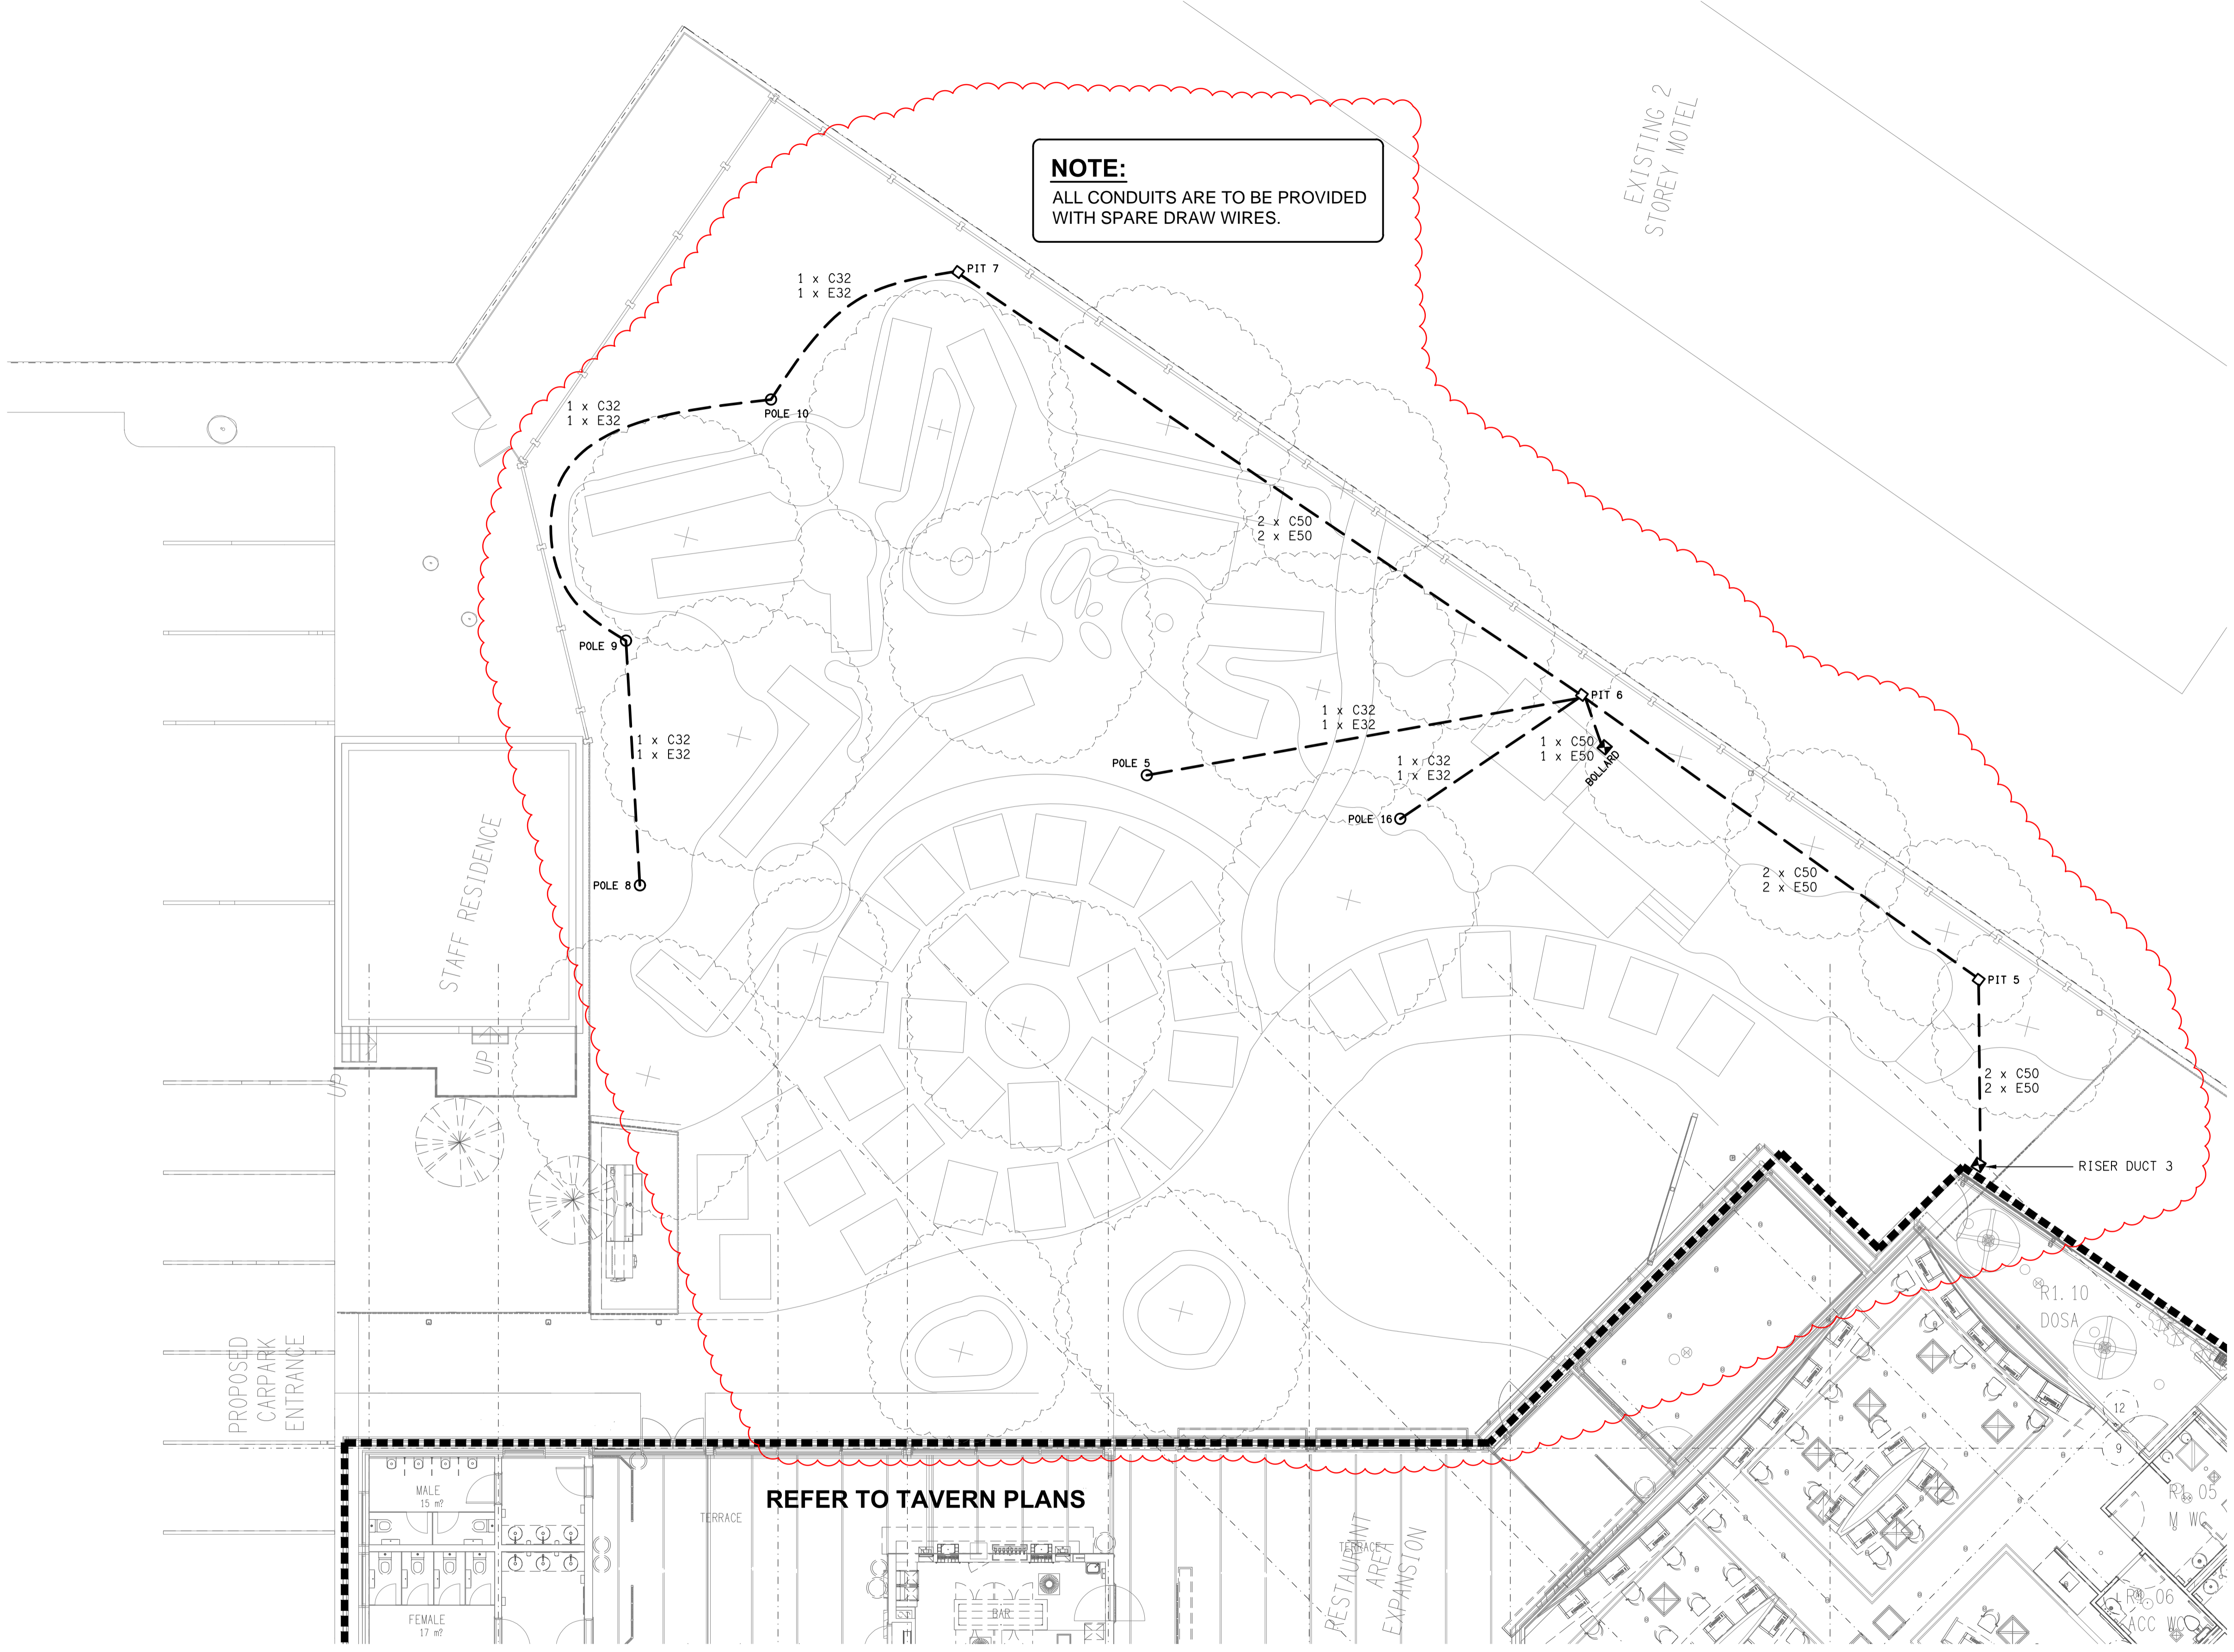 EXISTING 2
STOREY MOTEL
NOTE:
ALL CONDUITS ARE TO BE PROVIDED
WITH SPARE DRAW WIRES.
PIT 7
1 x C32
1 x E32
POLE 10
1 x C32
1 x E32
2 x C50
2 x E50
POLE 9
PIT 6
1 x C32
1 x E32
1 x C32
1 x E32
1 x C50
1 x E50
BOLLARD
POLE 5
1 x C32
1 x E32
POLE 16
POLE 8
2 x C50
2 x E50
STAFF RESIDENCE
PIT 5
UP
UP
2 x C50
2 x E50
RISER DUCT 3
R1.10
DOSA
PROPOSED
CARPARK
ENTRANCE
12
9
MALE
15 m?
REFER TO TAVERN PLANS
TERRACE
TERRACE
RESTAURANT
AREA
EXPANSION
R1.05
M WC
BAR
FEMALE
17 m?
ACC WC